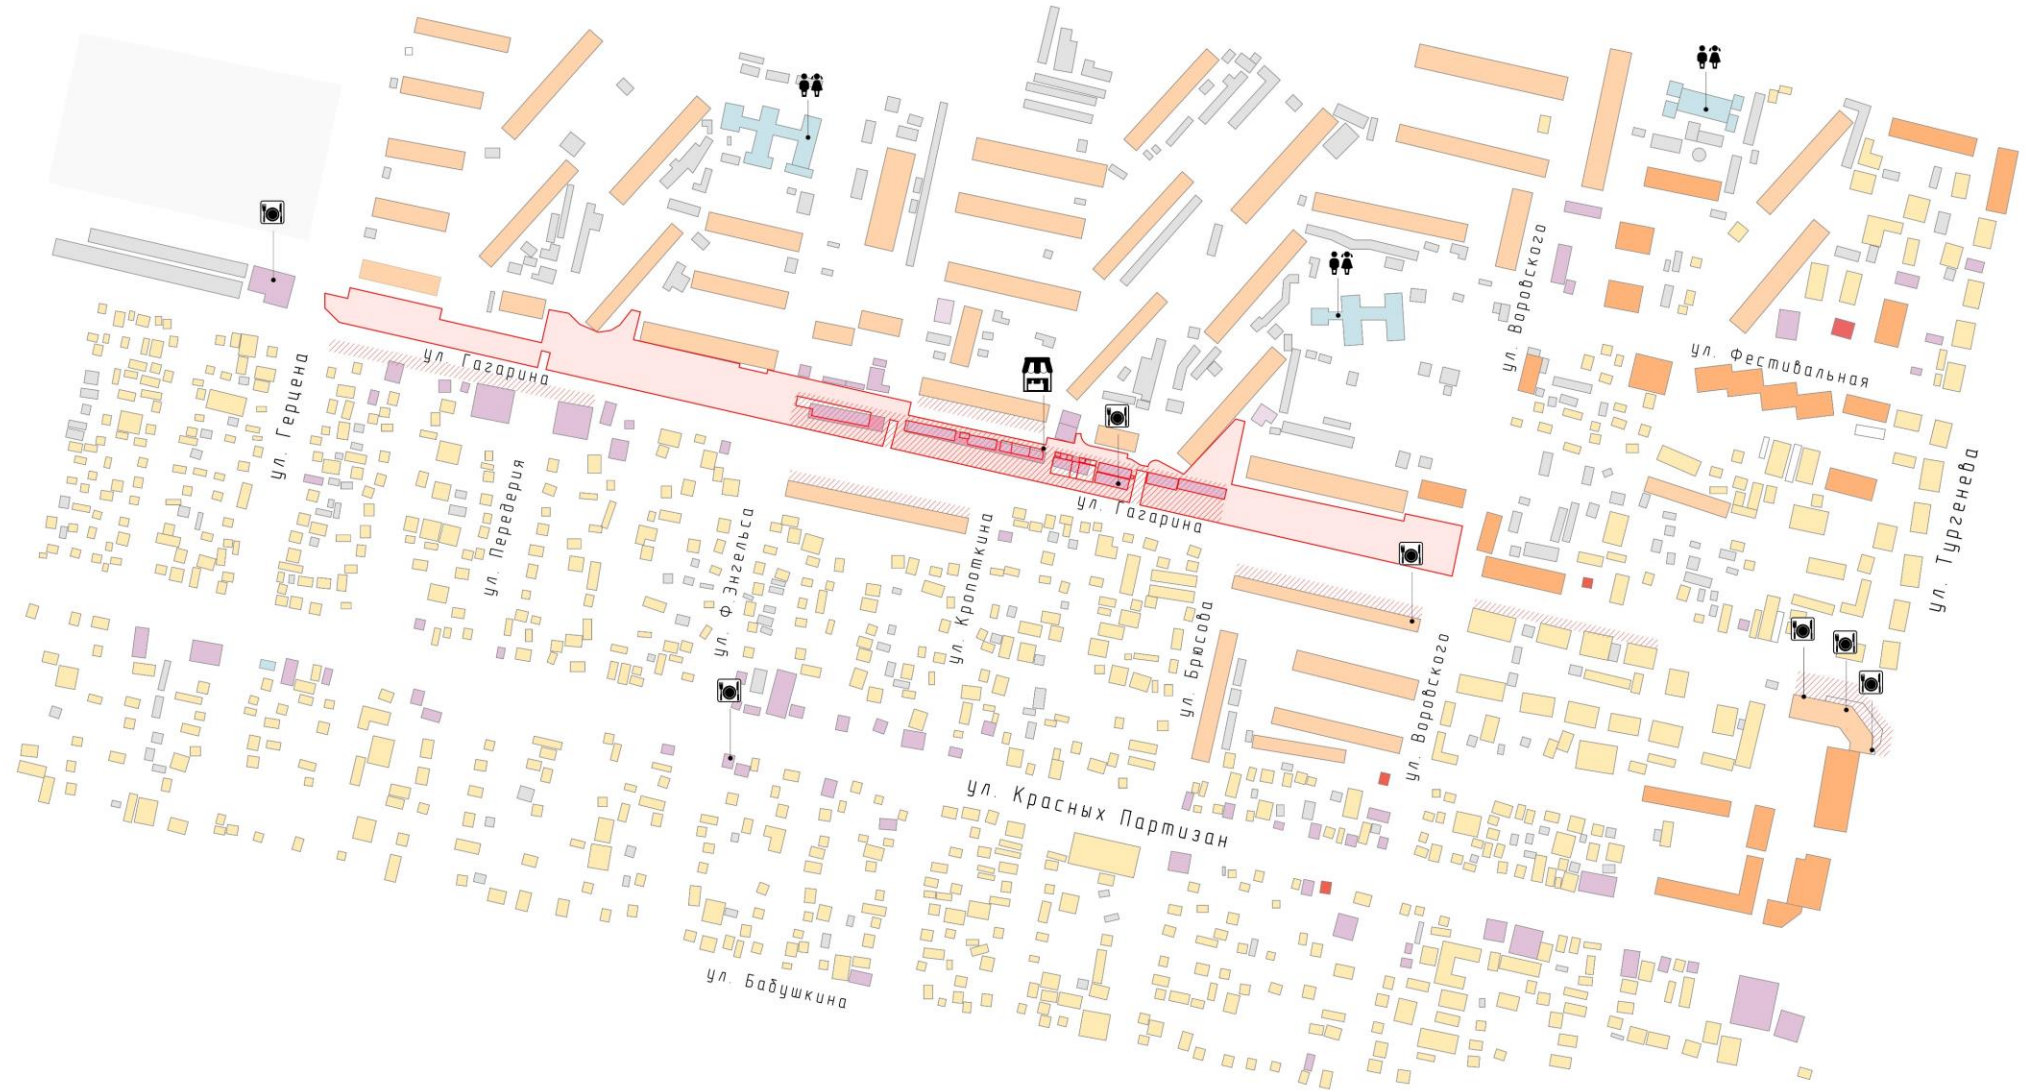 ул. Воровского
ул. Фестивальная
ул. Гагарина
ул. Герцена
ул. Передерия
ул. Ф.Энгельса
ул. Кропоткина
ул. Гагарина
ул. Брюсова
ул. Воровского
ул. Тургенева
ул. Красных Партизан
ул. Бабушкина